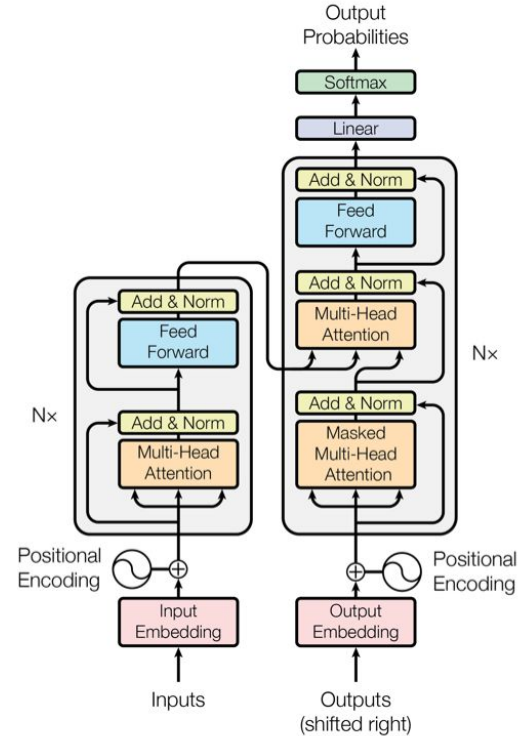 Output
Probabilities
Softmax
Linear
Add & Norm
Feed
Forward
Add & Norm
Multi-Head
Attention
Add & Norm
Masked
Multi-Head
Attention
N×
Add & Norm
Feed
Forward
Add & Norm
Multi-Head
Attention
N×
Positional
Encoding
Positional
Encoding
Input
Embedding
Output
Embedding
Inputs
Outputs
(shifted right)